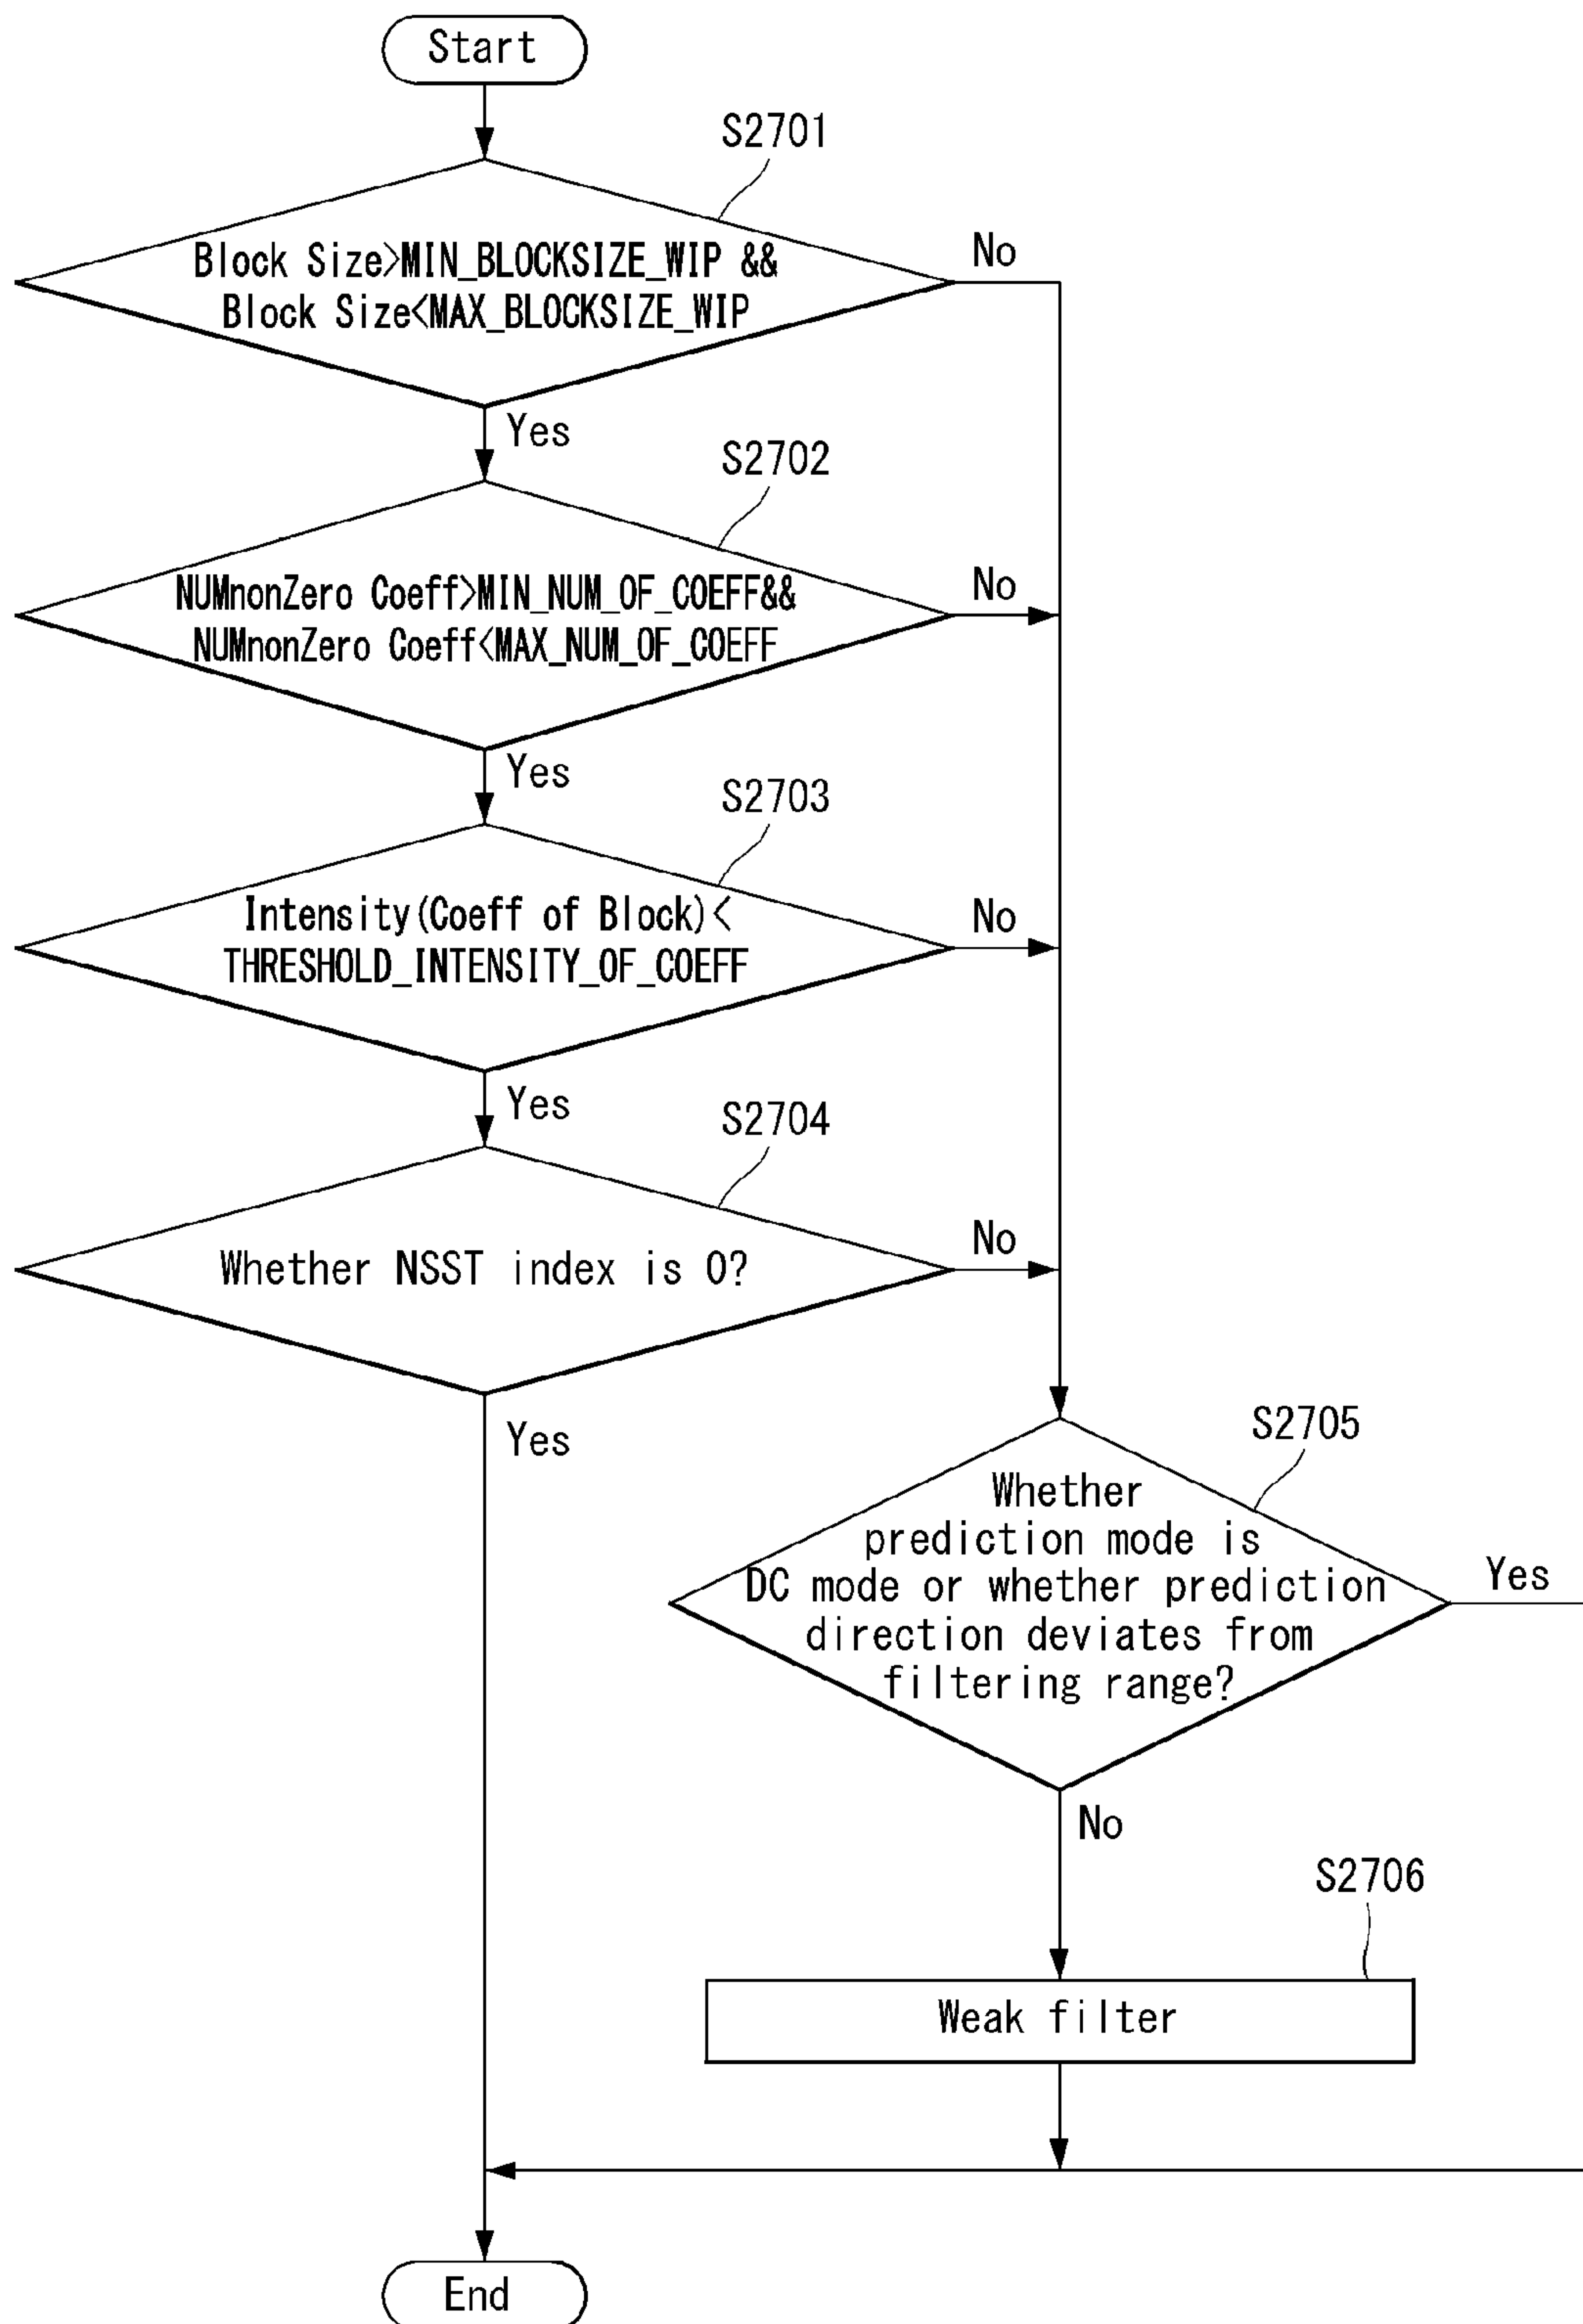 Start
S2701
Block Size>MIN_BLOCKSIZE_WIP &&
Block Size<MAX_BLOCKSIZE_WIP
No
Yes
S2702
NUMnonZero Coeff>MIN_NUM_OF_COEFF&&
NUMnonZero Coeff<MAX_NUM_OF_COEFF
No
Yes
S2703
Intensity(Coeff of Block)<
THRESHOLD_INTENSITY_OF_COEFF
No
Yes
S2704
Whether NSST index is 0?
No
Yes
S2705
Whether
prediction mode is
DC mode or whether prediction
direction deviates from
filtering range?
Yes
No
S2706
Weak filter
End